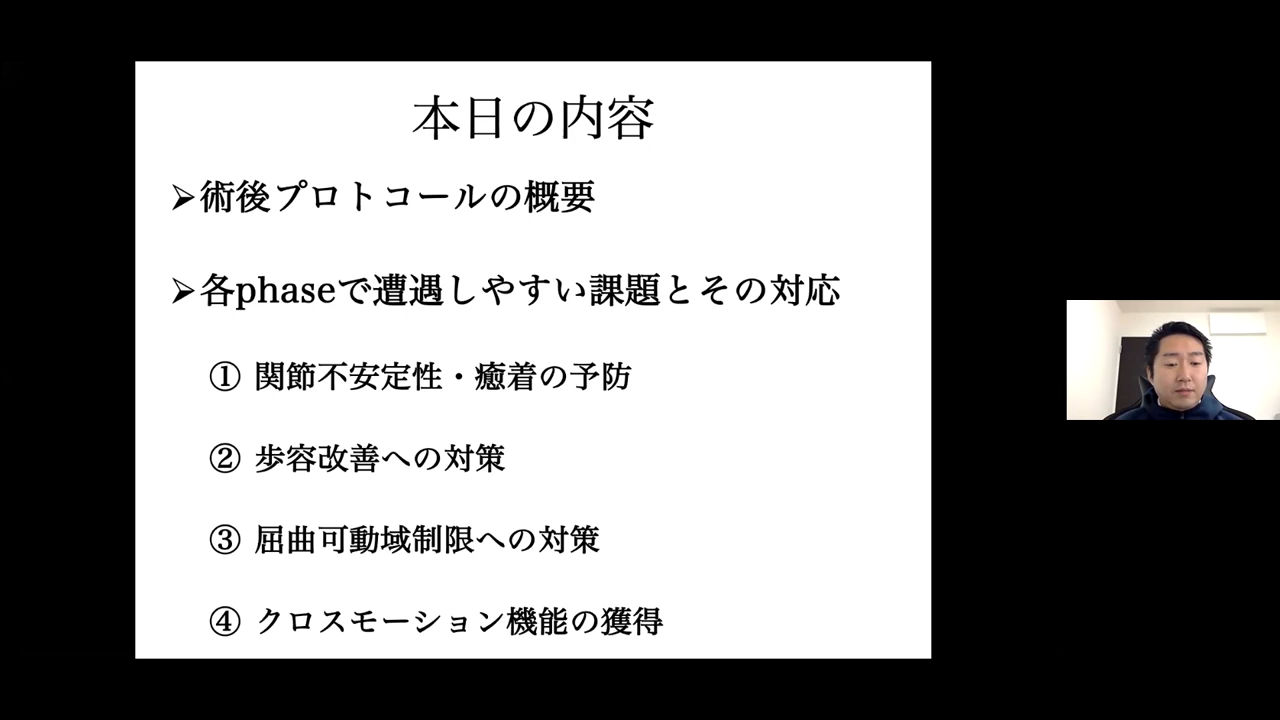 本日の内容
➢術後プロトコールの概要
➢各phaseで遭遇しやすい課題とその対応
① 関節不安定性・癒着の予防
② 歩容改善への対策
③ 屈曲可動域制限への対策
④ クロスモーション機能の獲得